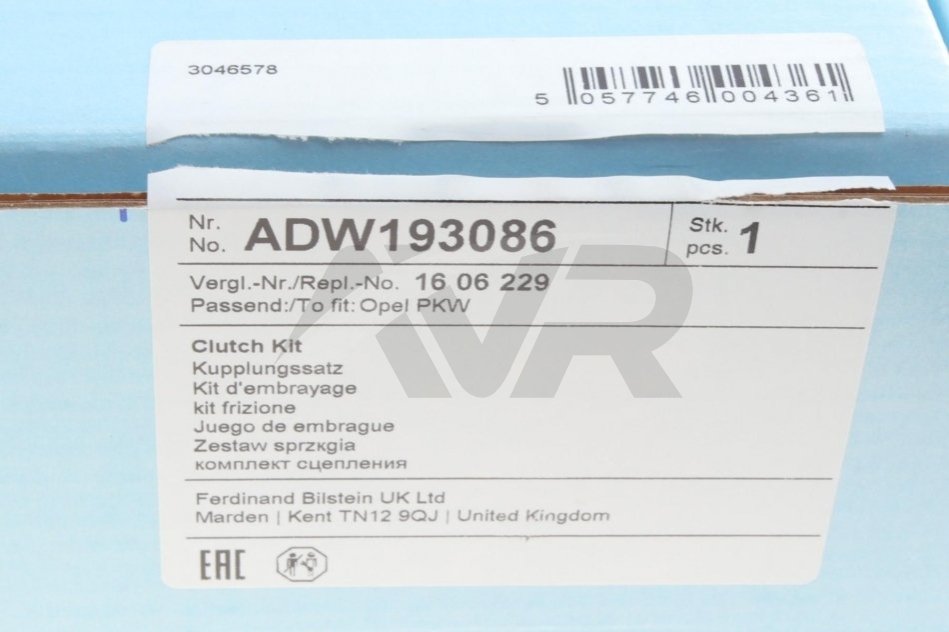 3046578
5 057746 004361
Nr.
No. ADW193086
Stk.
pcs. 1
Vergl.-Nr./Repl.-No. 16 06 229
Passend:/To fit: Opel PKW
Clutch Kit
Kupplungssatz
Kit d'embrayage
kit frizione
Juego de embrague
Zestaw sprzкgіa
комплект сцепления
Ferdinand Bilstein UK Ltd
Marden | Kent TN12 9QJ | United Kingdom
EAC
VR